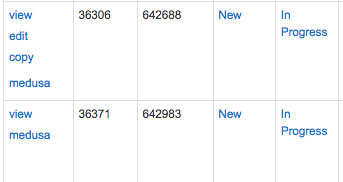 view 36306 642688 New In
edit Progress
copy
medusa
view 36371 642983 New In
medusa Progress